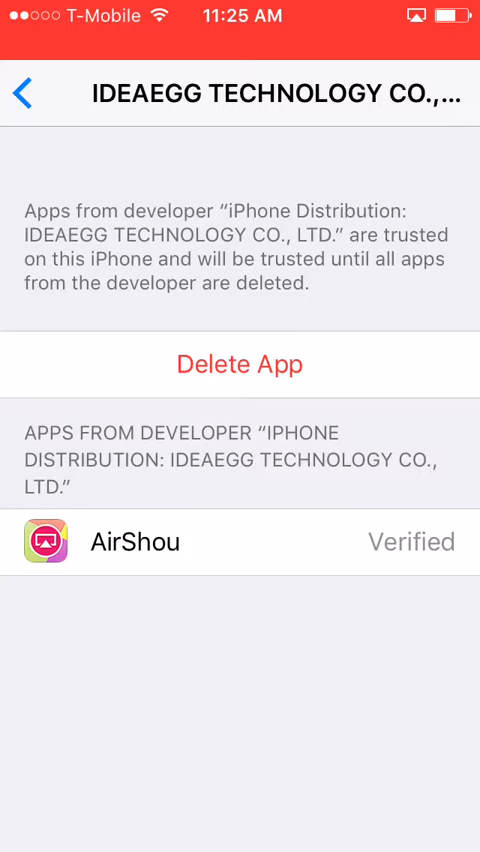 T-Mobile 11:25 AM
IDEAEGG TECHNOLOGY CO.,...
Apps from developer “iPhone Distribution:
IDEAEGG TECHNOLOGY CO., LTD.” are trusted
on this iPhone and will be trusted until all apps
from the developer are deleted.
Delete App
APPS FROM DEVELOPER “IPHONE
DISTRIBUTION: IDEAEGG TECHNOLOGY CO.,
LTD.”
AirShou Verified